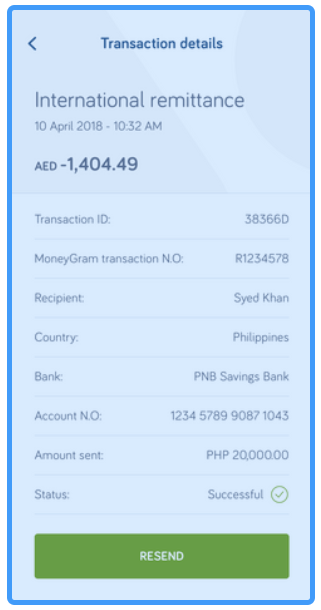 Transaction details
International remittance
10 April 2018 - 10:32 AM
AED -1,404.49
Transaction ID: 38366D
MoneyGram transaction N.O: R1234578
Recipient: Syed Khan
Country: Philippines
Bank: PNB Savings Bank
Account N.O: 1234 5789 9087 1043
Amount sent: PHP 20,000.00
Status: Successful
RESEND